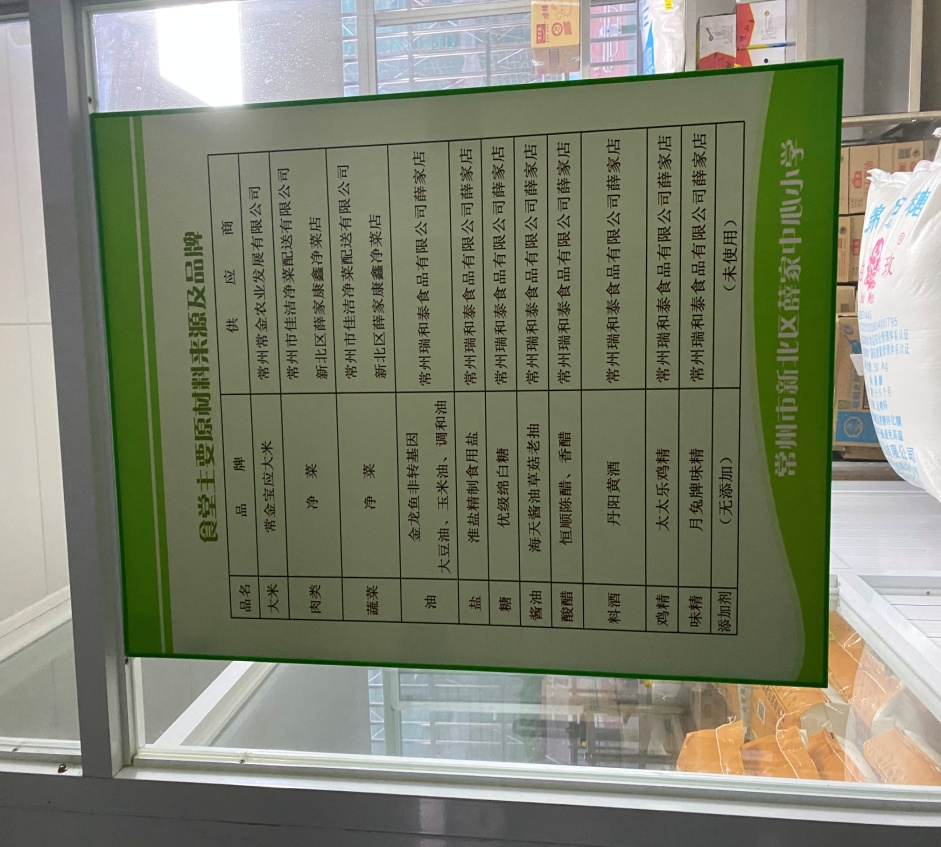 食堂主要原材料来源及品牌
品名 品牌 供应商
大米 常金宝应大米 常州常金农业发展有限公司
肉类 净菜 常州市佳洁净菜配送有限公司
新北区薛家康鑫净菜店
蔬菜 净菜 常州市佳洁净菜配送有限公司
新北区薛家康鑫净菜店
油 金龙鱼非转基因
大豆油、玉米油、调和油 常州瑞和泰食品有限公司薛家店
盐 淮盐精制食用盐 常州瑞和泰食品有限公司薛家店
糖 优级绵白糖 常州瑞和泰食品有限公司薛家店
酱油 海天酱油草菇老抽 常州瑞和泰食品有限公司薛家店
酸醋 恒顺陈醋、香醋 常州瑞和泰食品有限公司薛家店
料酒 丹阳黄酒 常州瑞和泰食品有限公司薛家店
鸡精 太太乐鸡精 常州瑞和泰食品有限公司薛家店
味精 月兔牌味精 常州瑞和泰食品有限公司薛家店
添加剂 (无添加) (未使用)
常州市新北区薛家中心小学